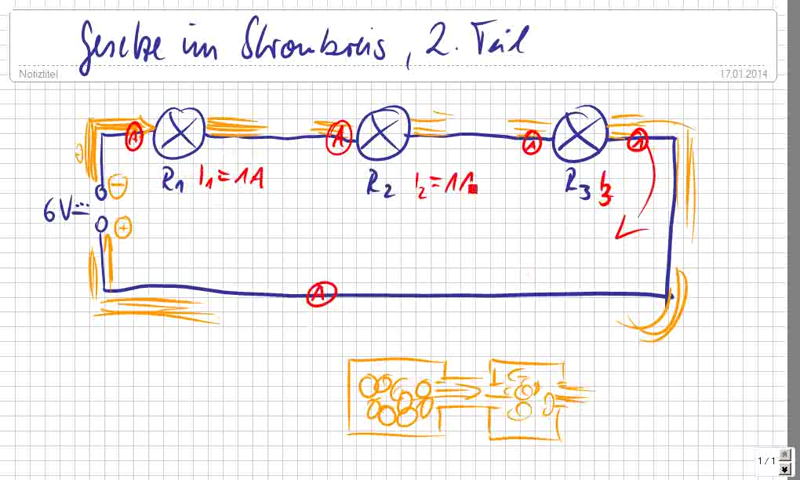 Gesetze im Stromkreis, 2. Teil
Notiztitel
17.01.2014
A A A A
R1 I1 = 1A R2 I2 = 1A R3 I3
6V
- 
+
A
1/1